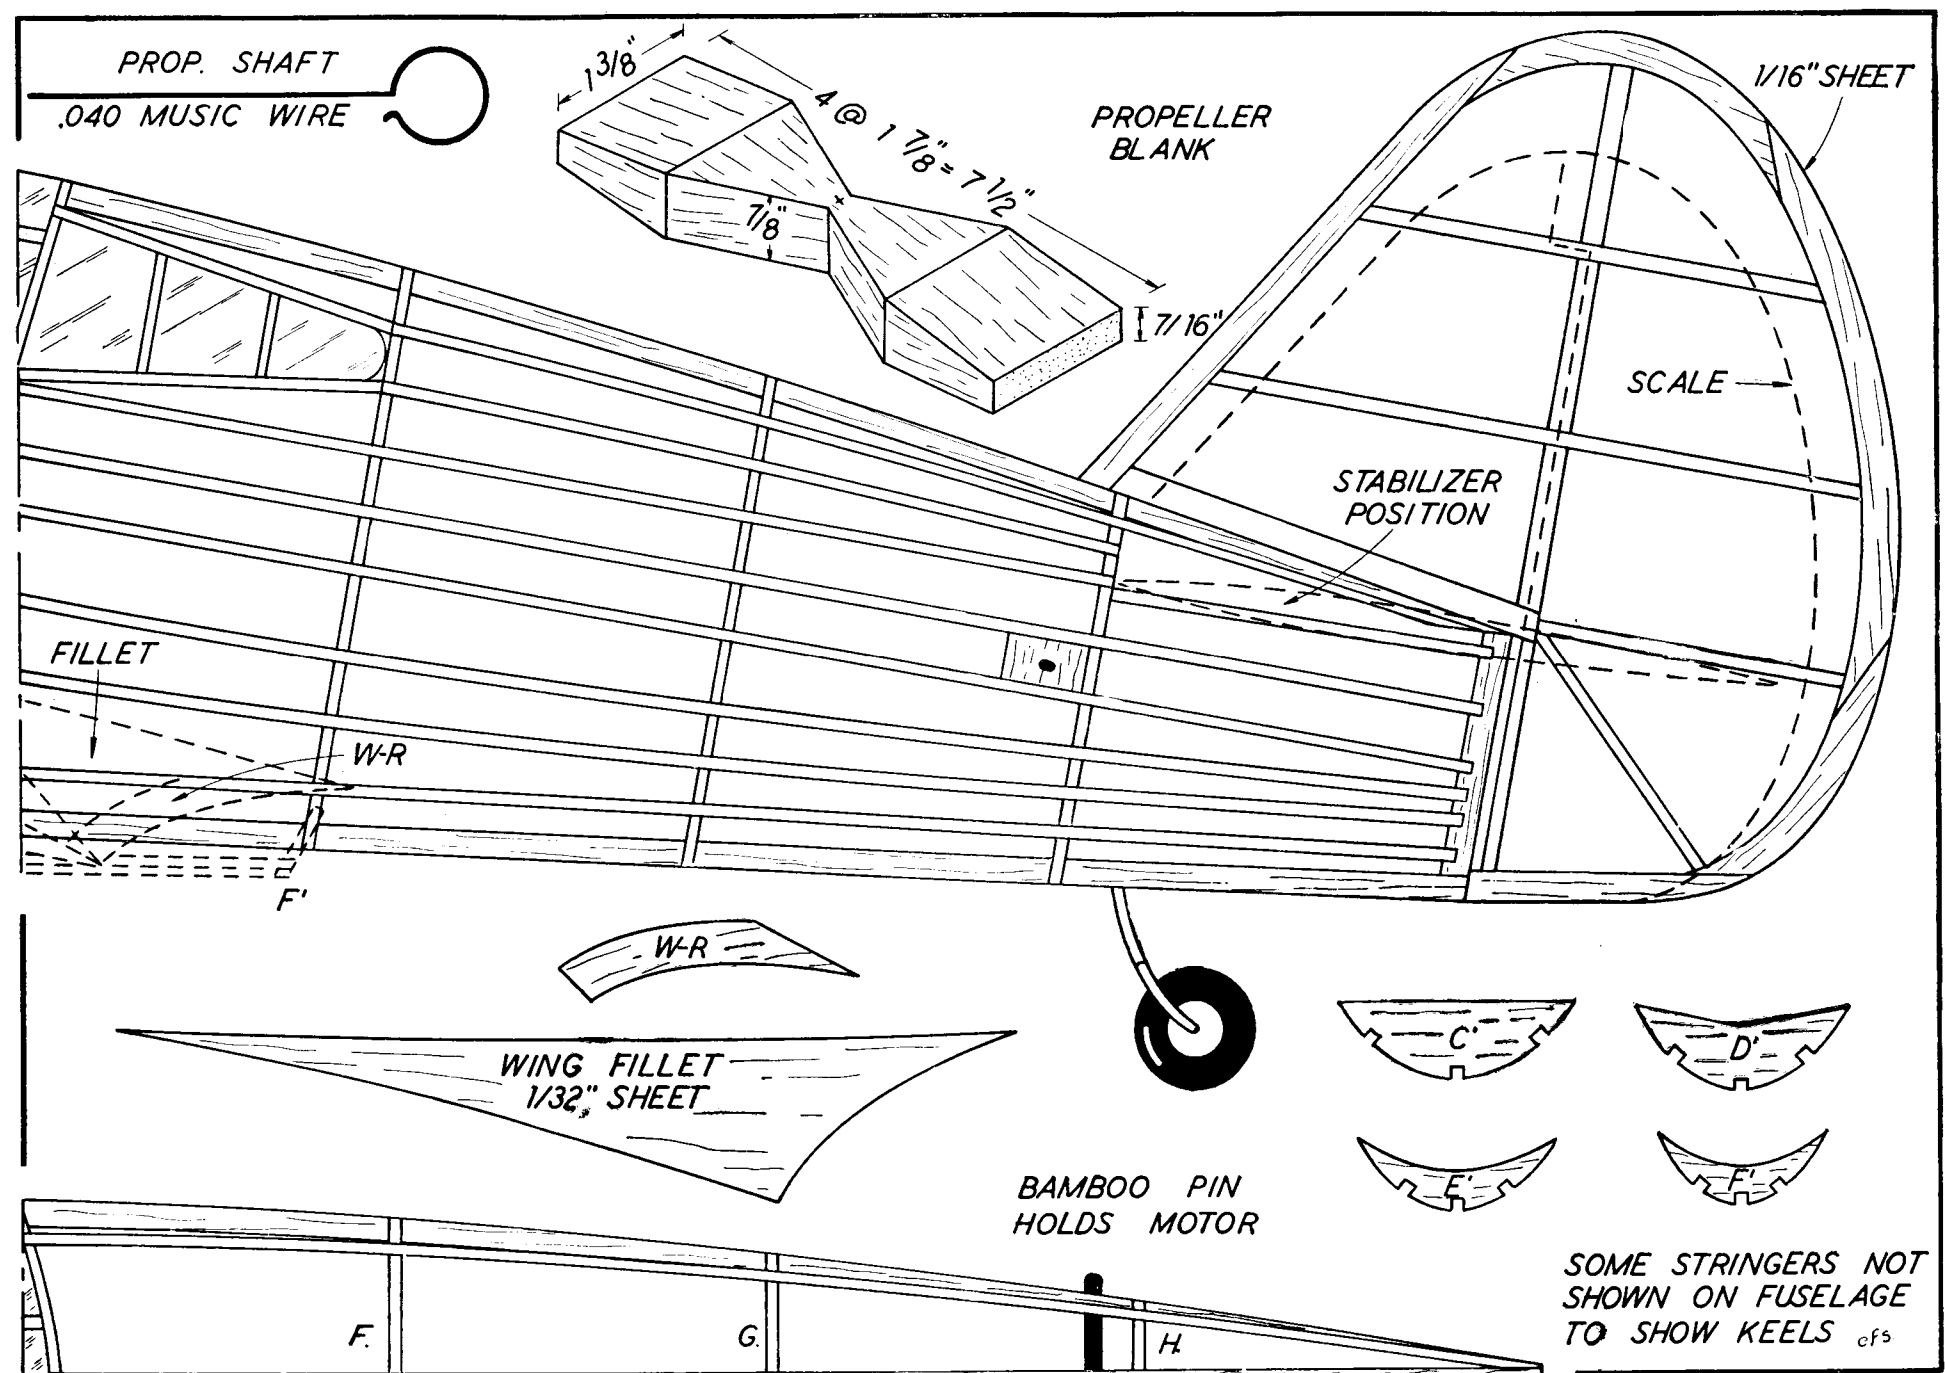 PROP. SHAFT
.040 MUSIC WIRE
1 3/8"
4 @ 1 7/8" = 7 1/2"
7/8"
7/16"
PROPELLER
BLANK
1/16" SHEET
SCALE
STABILIZER
POSITION
FILLET
W-R
F'
W-R
WING FILLET
1/32" SHEET
C'
D'
E'
F'
BAMBOO PIN
HOLDS MOTOR
SOME STRINGERS NOT
SHOWN ON FUSELAGE
TO SHOW KEELS
cfs
F.
G.
H.